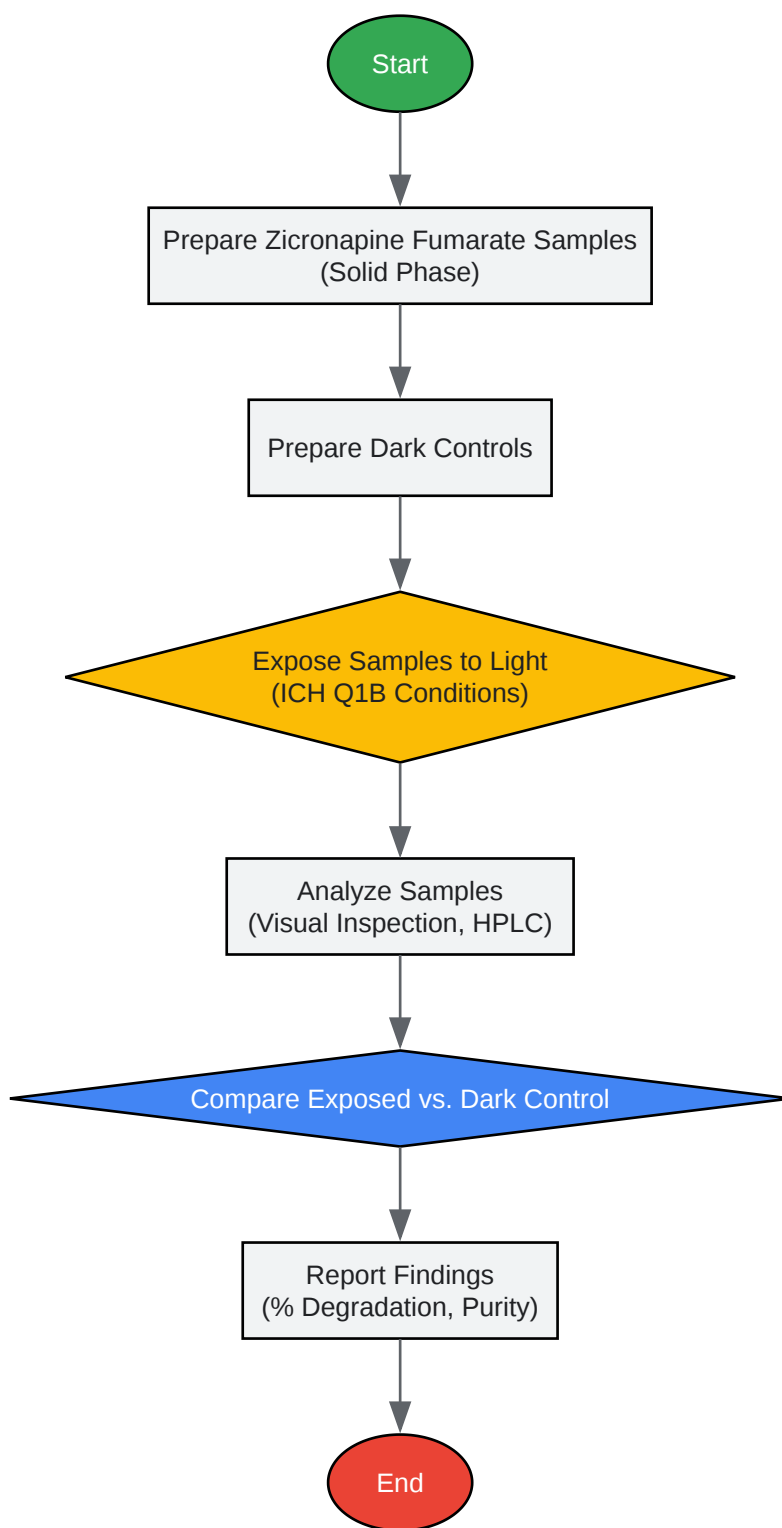 Start
Prepare Zicronapine Fumarate Samples
(Solid Phase)
Prepare Dark Controls
Expose Samples to Light
(ICH Q1B Conditions)
Analyze Samples
(Visual Inspection, HPLC)
Compare Exposed vs. Dark Control
Report Findings
(% Degradation, Purity)
End